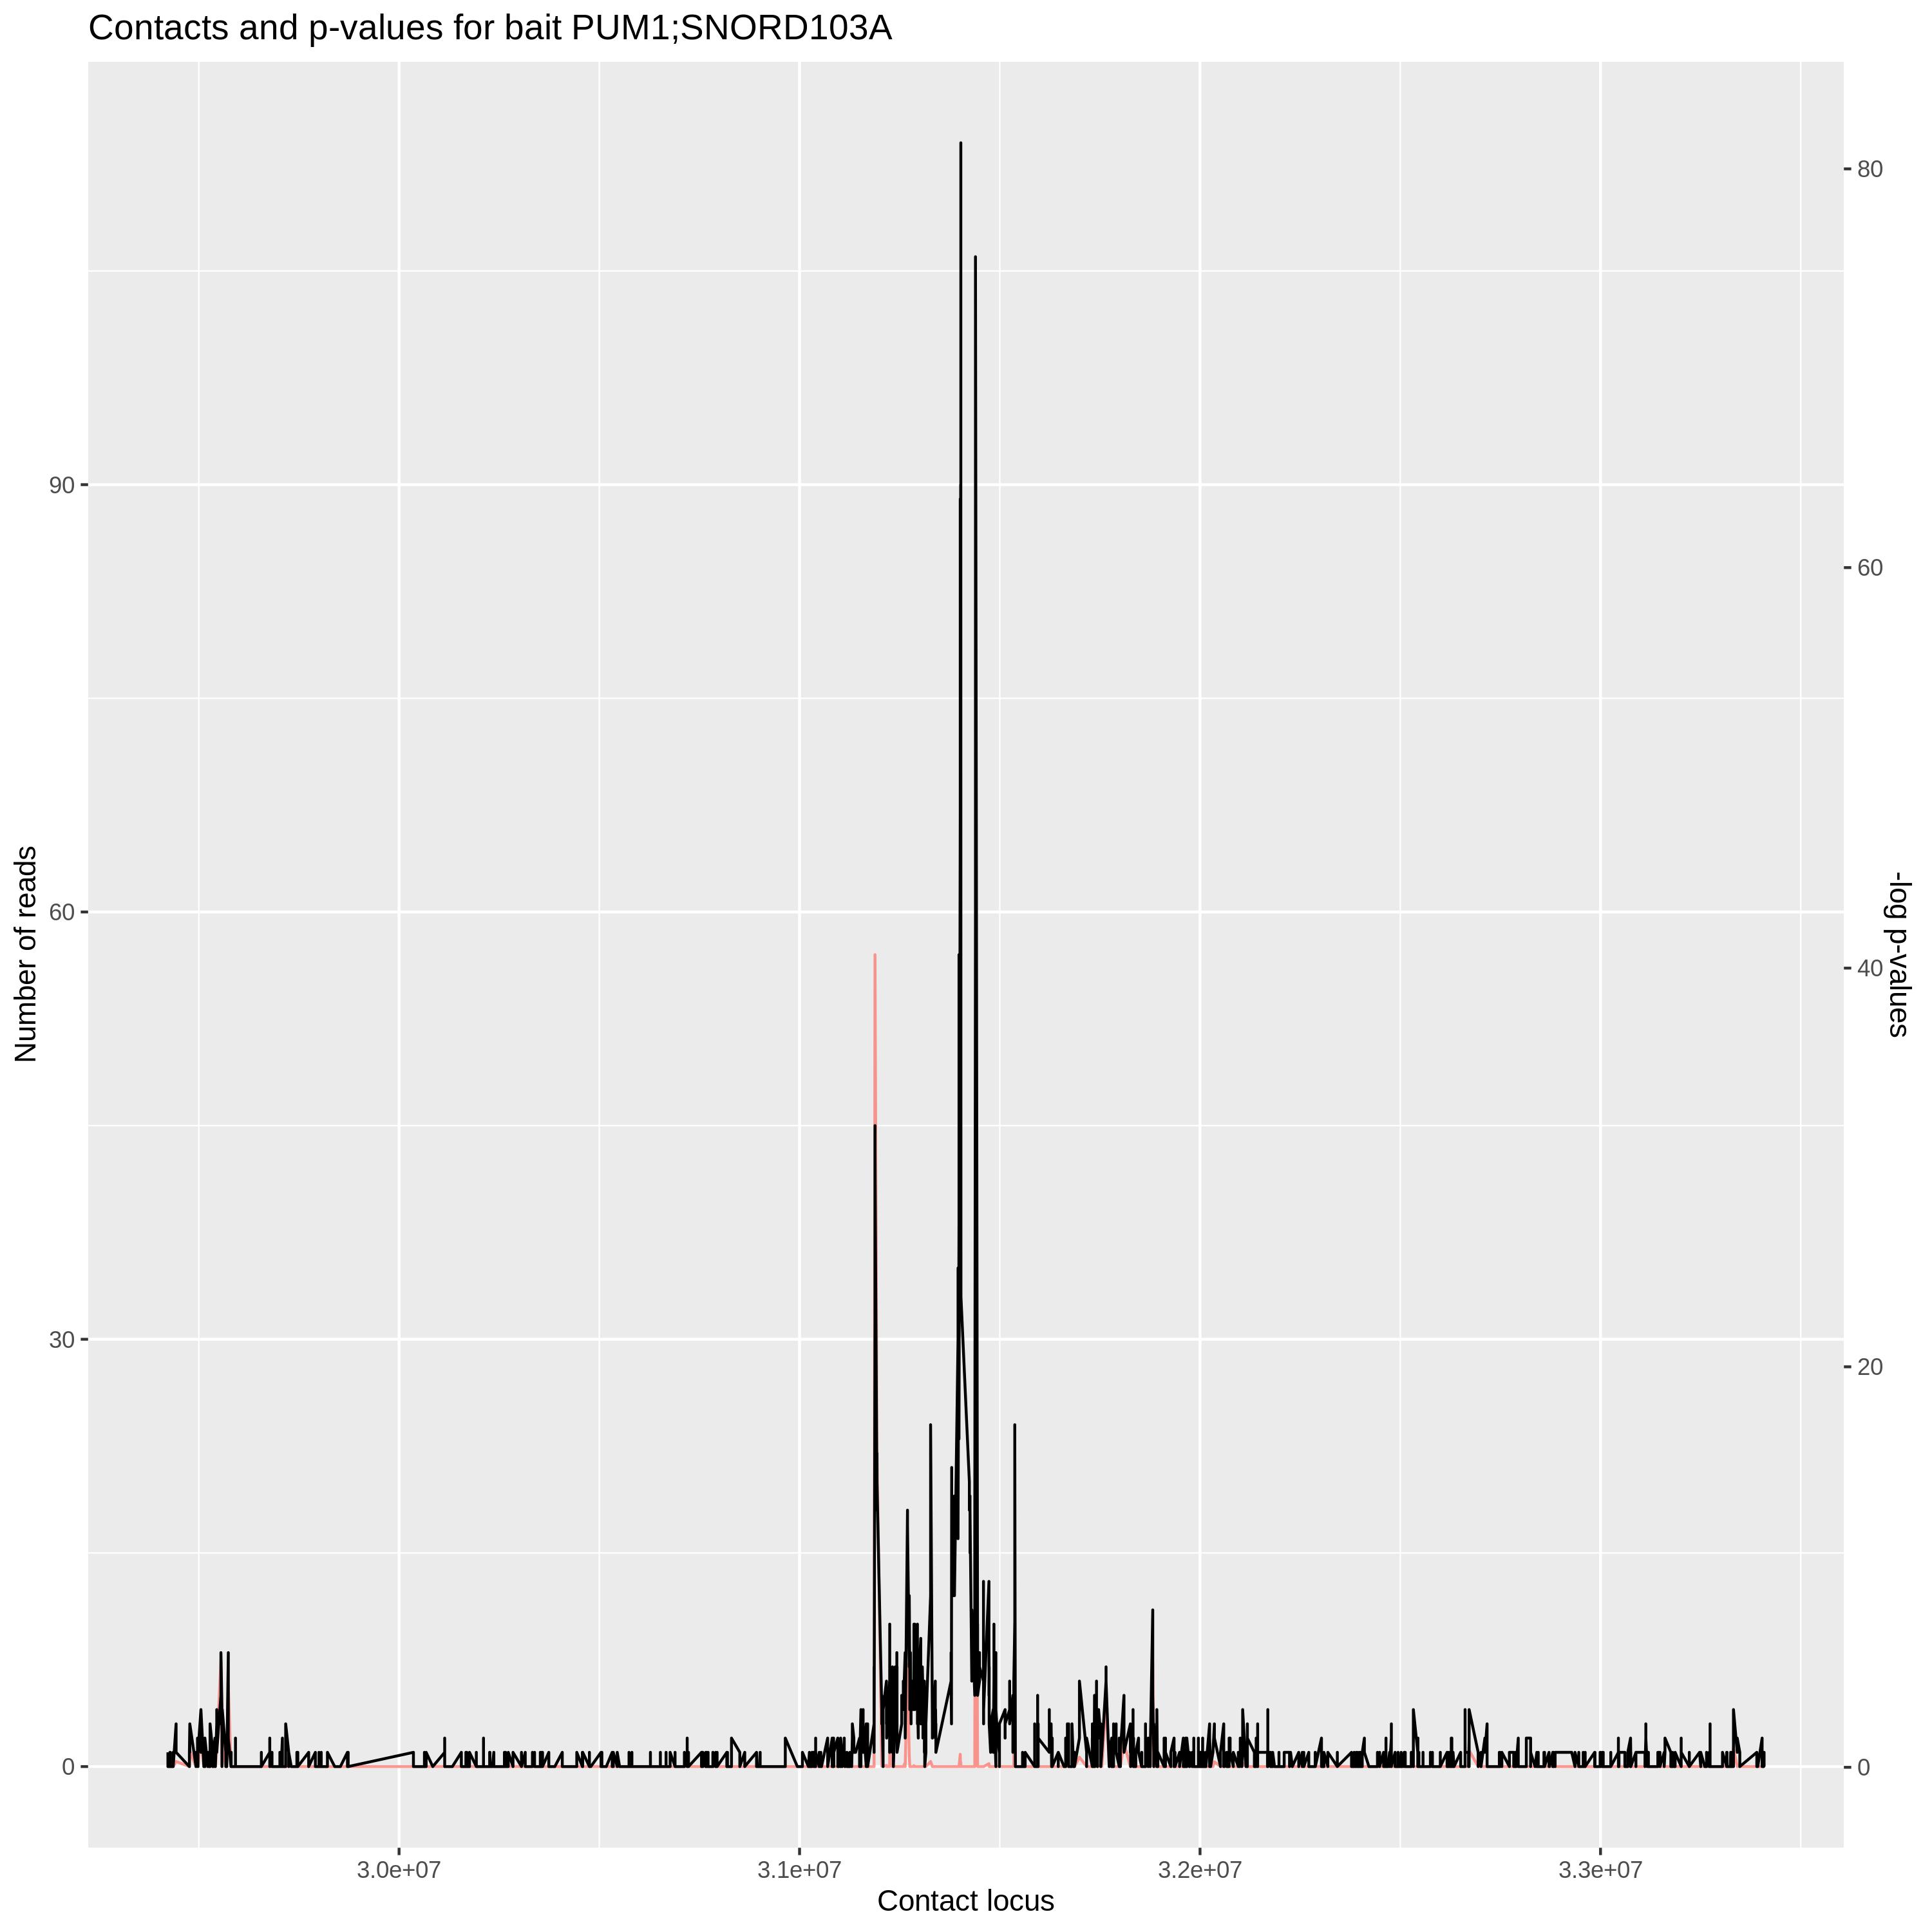 Contacts and p-values for bait PUM1;SNORD103A
80
90
60
Number of reads
60
-log p-values
40
30
20
0
0
3.0e+07
3.1e+07
3.2e+07
3.3e+07
Contact locus